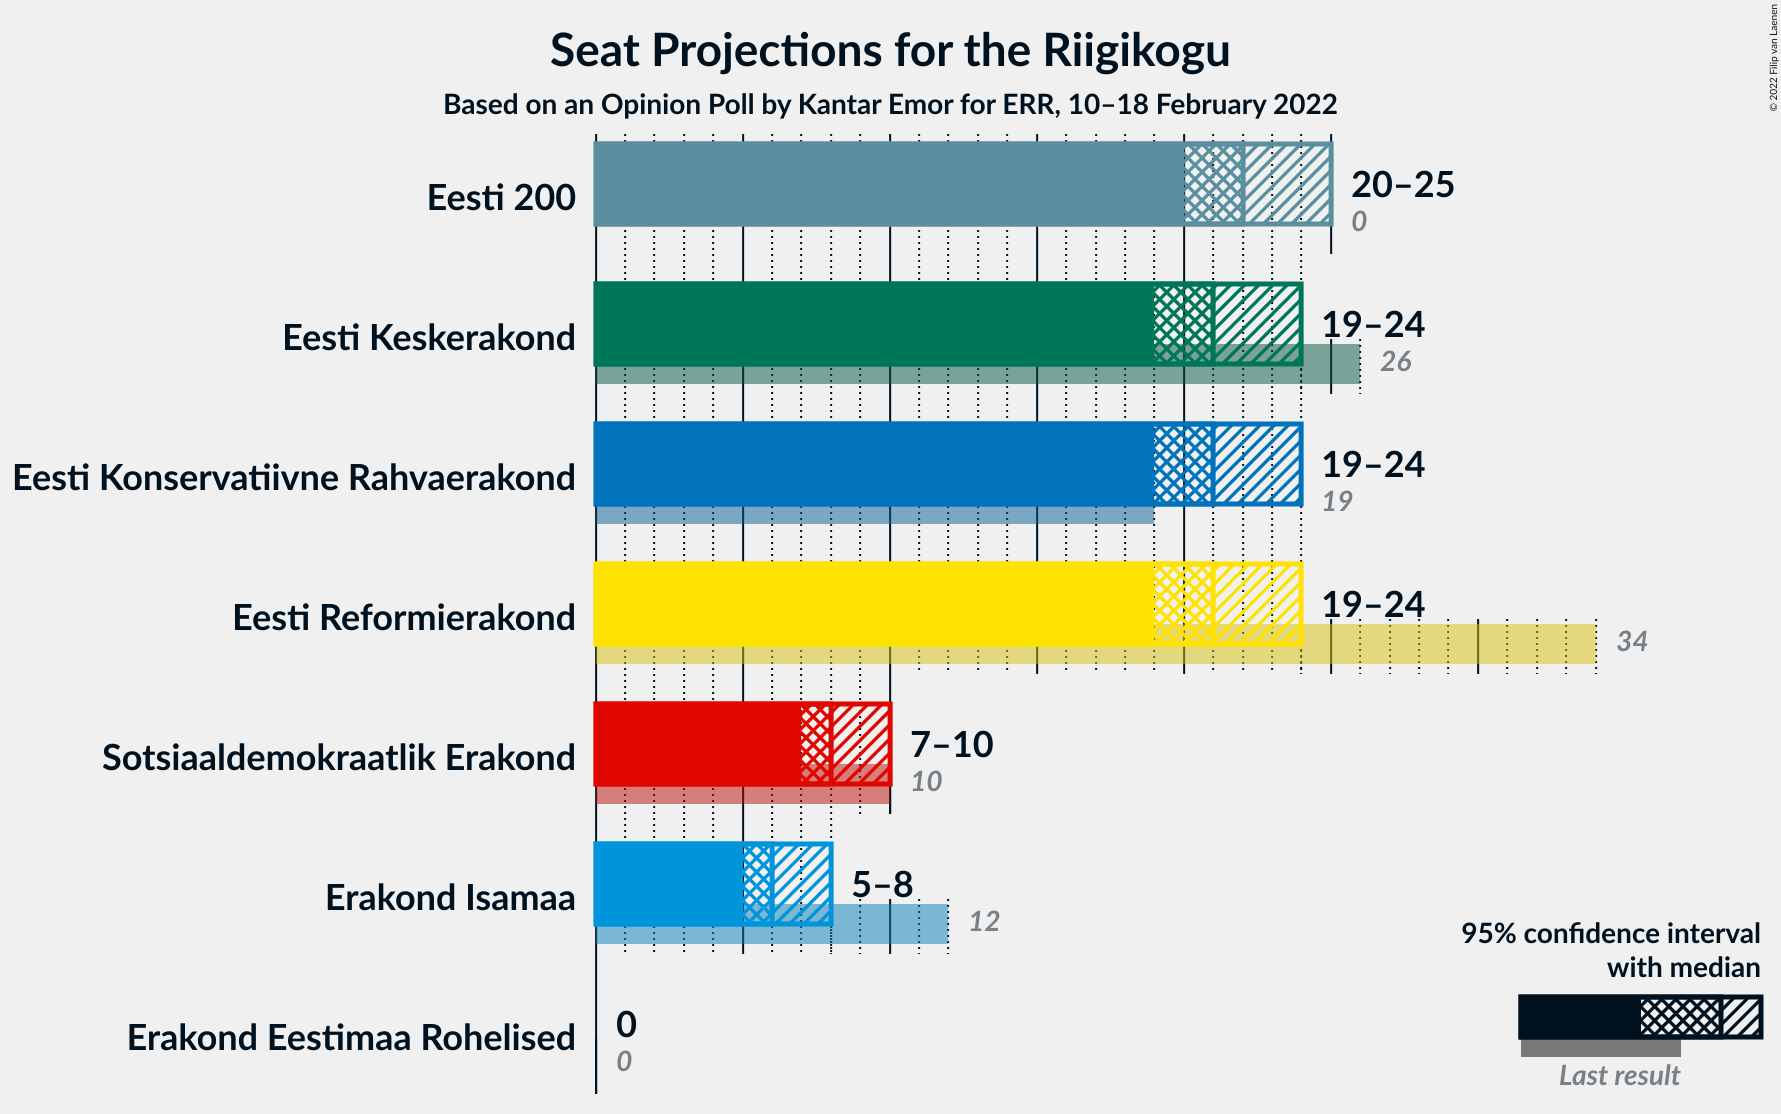 Seat Projections for the Riigikogu
Based on an Opinion Poll by Kantar Emor for ERR, 10–18 February 2022
© 2022 Filip van Laenen
Eesti 200
20–25
0
Eesti Keskerakond
19–24
26
Eesti Konservatiivne Rahvaerakond
19–24
19
Eesti Reformierakond
19–24
34
Sotsiaaldemokraatlik Erakond
7–10
10
Erakond Isamaa
5–8
12
Erakond Eestimaa Rohelised
0
0
95% confidence interval
with median
Last result